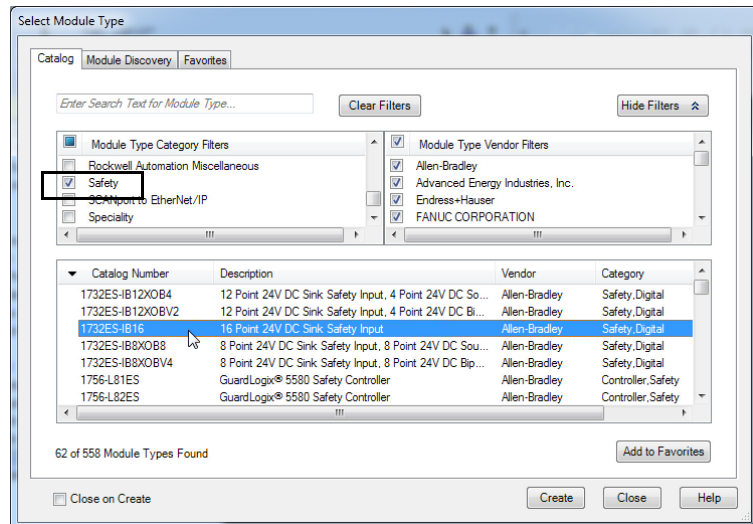 Select Module Type
Catalog Module Discovery Favorites
Enter Search Text for Module Type... Clear Filters Hide Filters
Module Type Category Filters Module Type Vendor Filters
Rockwell Automation Miscellaneous Allen-Bradley
Safety Advanced Energy Industries, Inc.
SCANport to EtherNet/IP Endress+Hauser
Speciality FANUC CORPORATION
Catalog Number Description Vendor Category
1732ES-IB12XOB4 12 Point 24V DC Sink Safety Input, 4 Point 24V DC So... Allen-Bradley Safety,Digital
1732ES-IB12XOBV2 12 Point 24V DC Sink Safety Input, 4 Point 24V DC Bi... Allen-Bradley Safety,Digital
1732ES-IB16 16 Point 24V DC Sink Safety Input Allen-Bradley Safety,Digital
1732ES-IB8XOB8 8 Point 24V DC Sink Safety Input, 8 Point 24V DC Sou... Allen-Bradley Safety,Digital
1732ES-IB8XOBV4 8 Point 24V DC Sink Safety Input, 8 Point 24V DC Bip... Allen-Bradley Safety,Digital
1756-L81ES GuardLogix® 5580 Safety Controller Allen-Bradley Controller,Safety
1756-L82ES GuardLogix® 5580 Safety Controller Allen-Bradley Controller,Safety
62 of 558 Module Types Found Add to Favorites
Close on Create Create Close Help